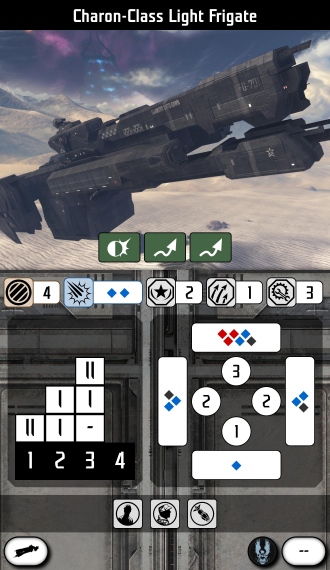 Charon-Class Light Frigate
4 2 1 3
II 3
I I 2 2
II I - 1
1 2 3 4
--